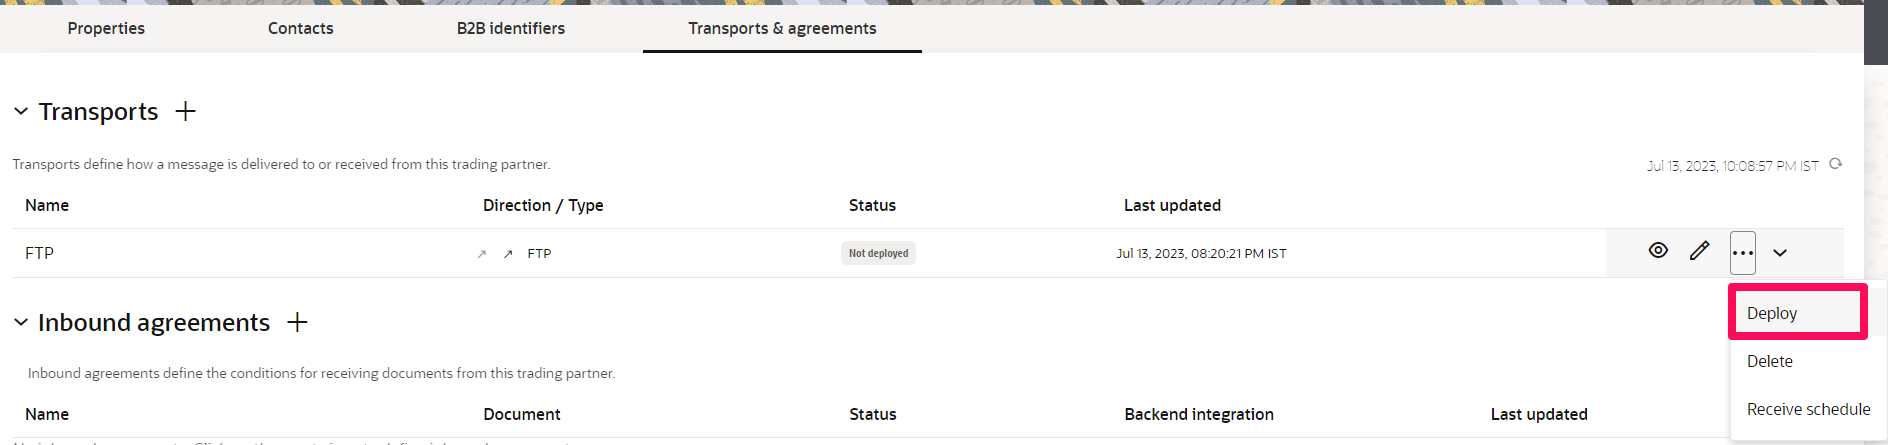 Properties Contacts B2B identifiers Transports & agreements
Transports
Transports define how a message is delivered to or received from this trading partner. Jul 13, 2023, 10:08:57 PM IST
Name Direction / Type Status Last updated
FTP FTP Not deployed Jul 13, 2023, 08:20:21 PM IST
Deploy
Delete
Receive schedule
Inbound agreements
Inbound agreements define the conditions for receiving documents from this trading partner.
Name Document Status Backend integration Last updated